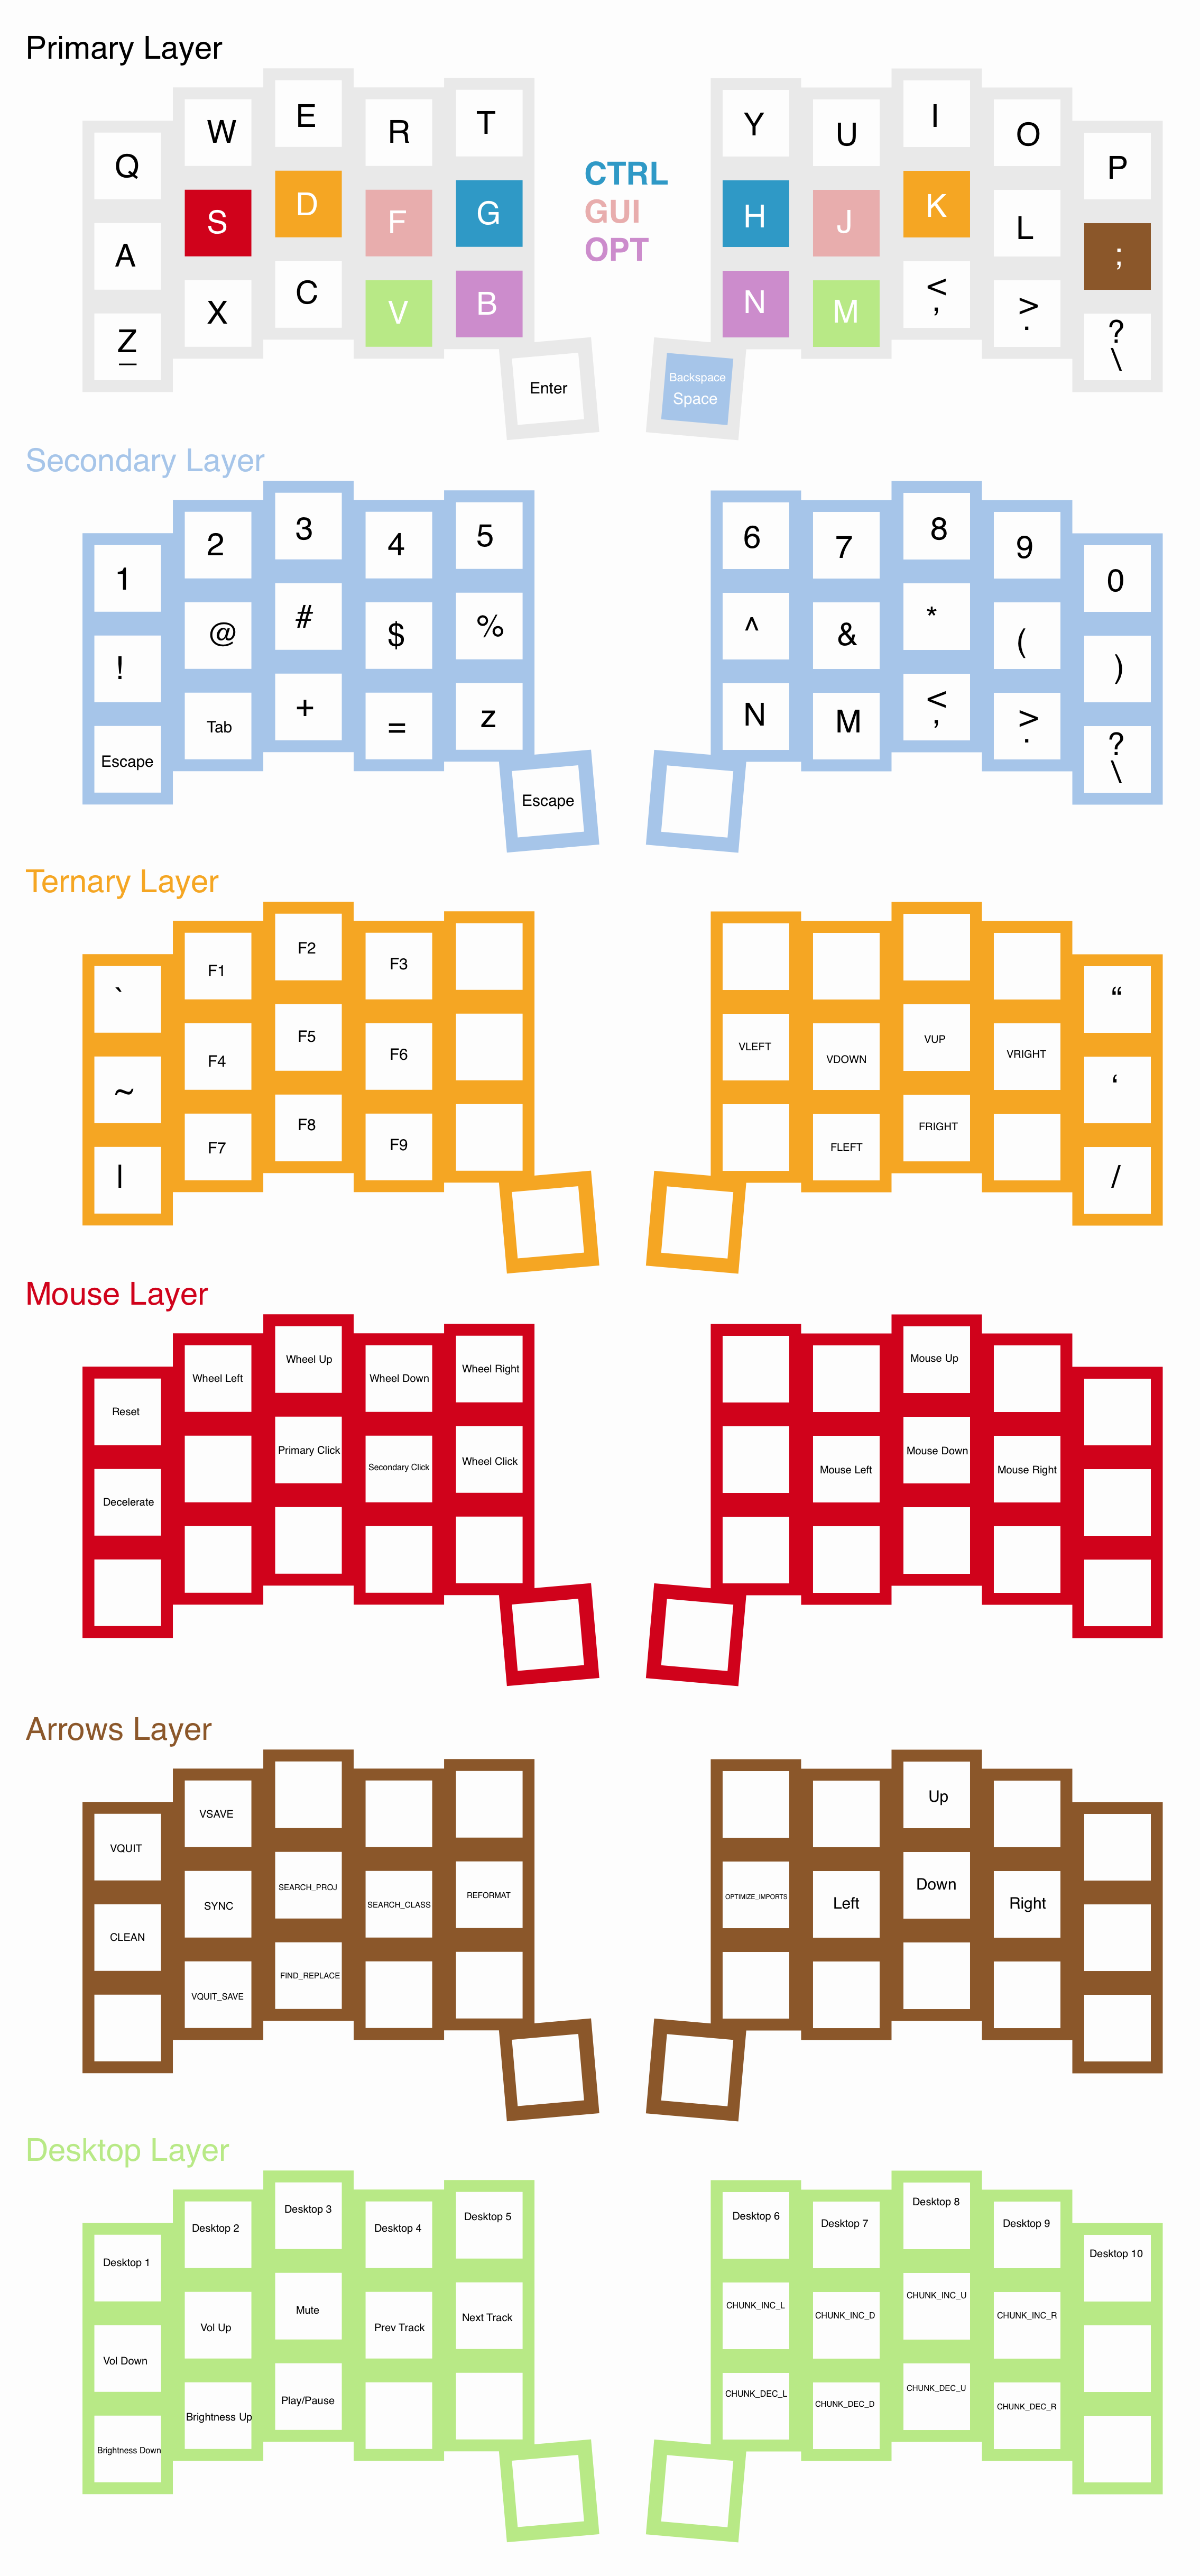 Primary Layer
Q W E R T Y U I O P
A S D F G CTRL H J K L ;
GUI
OPT
Z
_ X C V B N M <
, >
. ?
\
Enter Backspace
Space
Secondary Layer
1 2 3 4 5 6 7 8 9 0
! @ # $ % ^ & * ( )
Escape Tab + = z N M <
, >
. ?
\
Escape
Ternary Layer
` F1 F2 F3 “
~ F4 F5 F6 VLEFT VDOWN VUP VRIGHT ‘
| F7 F8 F9 FLEFT FRIGHT /
Mouse Layer
Reset Wheel Left Wheel Up Wheel Down Wheel Right Mouse Up
Decelerate Primary Click Secondary Click Wheel Click Mouse Left Mouse Down Mouse Right
Arrows Layer
VQUIT VSAVE Up
CLEAN SYNC SEARCH_PROJ SEARCH_CLASS REFORMAT OPTIMIZE_IMPORTS Left Down Right
VQUIT_SAVE FIND_REPLACE
Desktop Layer
Desktop 1 Desktop 2 Desktop 3 Desktop 4 Desktop 5 Desktop 6 Desktop 7 Desktop 8 Desktop 9 Desktop 10
Vol Down Vol Up Mute Prev Track Next Track CHUNK_INC_L CHUNK_INC_D CHUNK_INC_U CHUNK_INC_R
Brightness Down Brightness Up Play/Pause CHUNK_DEC_L CHUNK_DEC_D CHUNK_DEC_U CHUNK_DEC_R